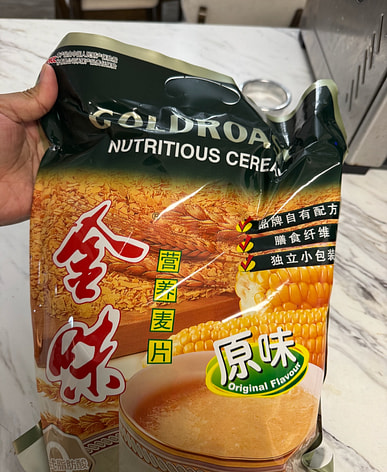 GOLDROAST
NUTRITIOUS CEREAL
品牌自有配方
膳食纤维
独立小包装
金味
营养麦片
原味
Original Flavour